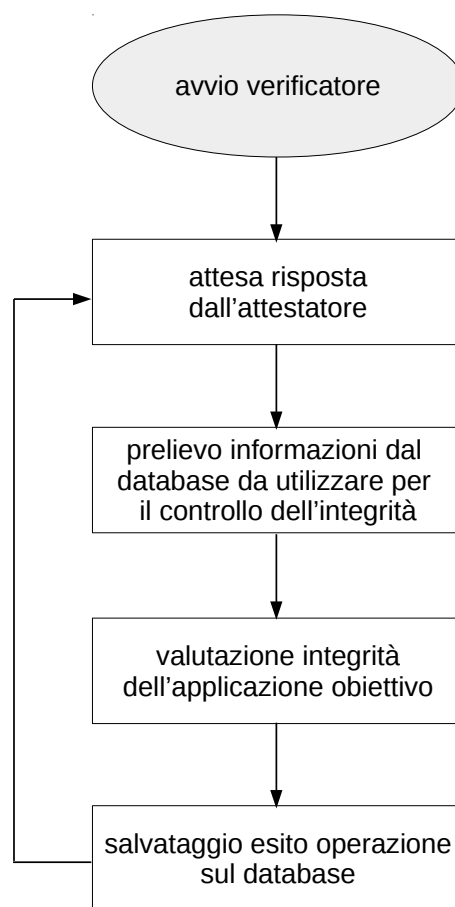 avvio verificatore
attesa risposta
dall’attestatore
prelievo informazioni dal
database da utilizzare per
il controllo dell’integrità
valutazione integrità
dell’applicazione obiettivo
salvataggio esito operazione
sul database